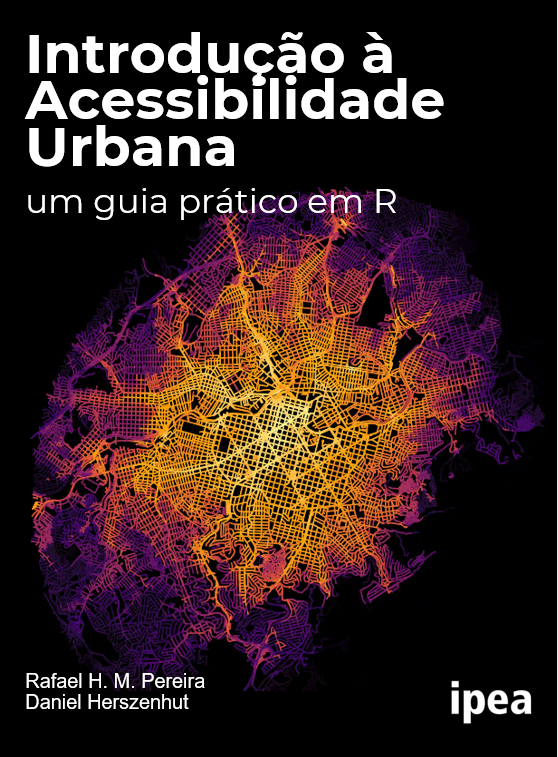 Introdução à
Acessibilidade
Urbana
um guia prático em R
Rafael H. M. Pereira
Daniel Herszenhut
ipea